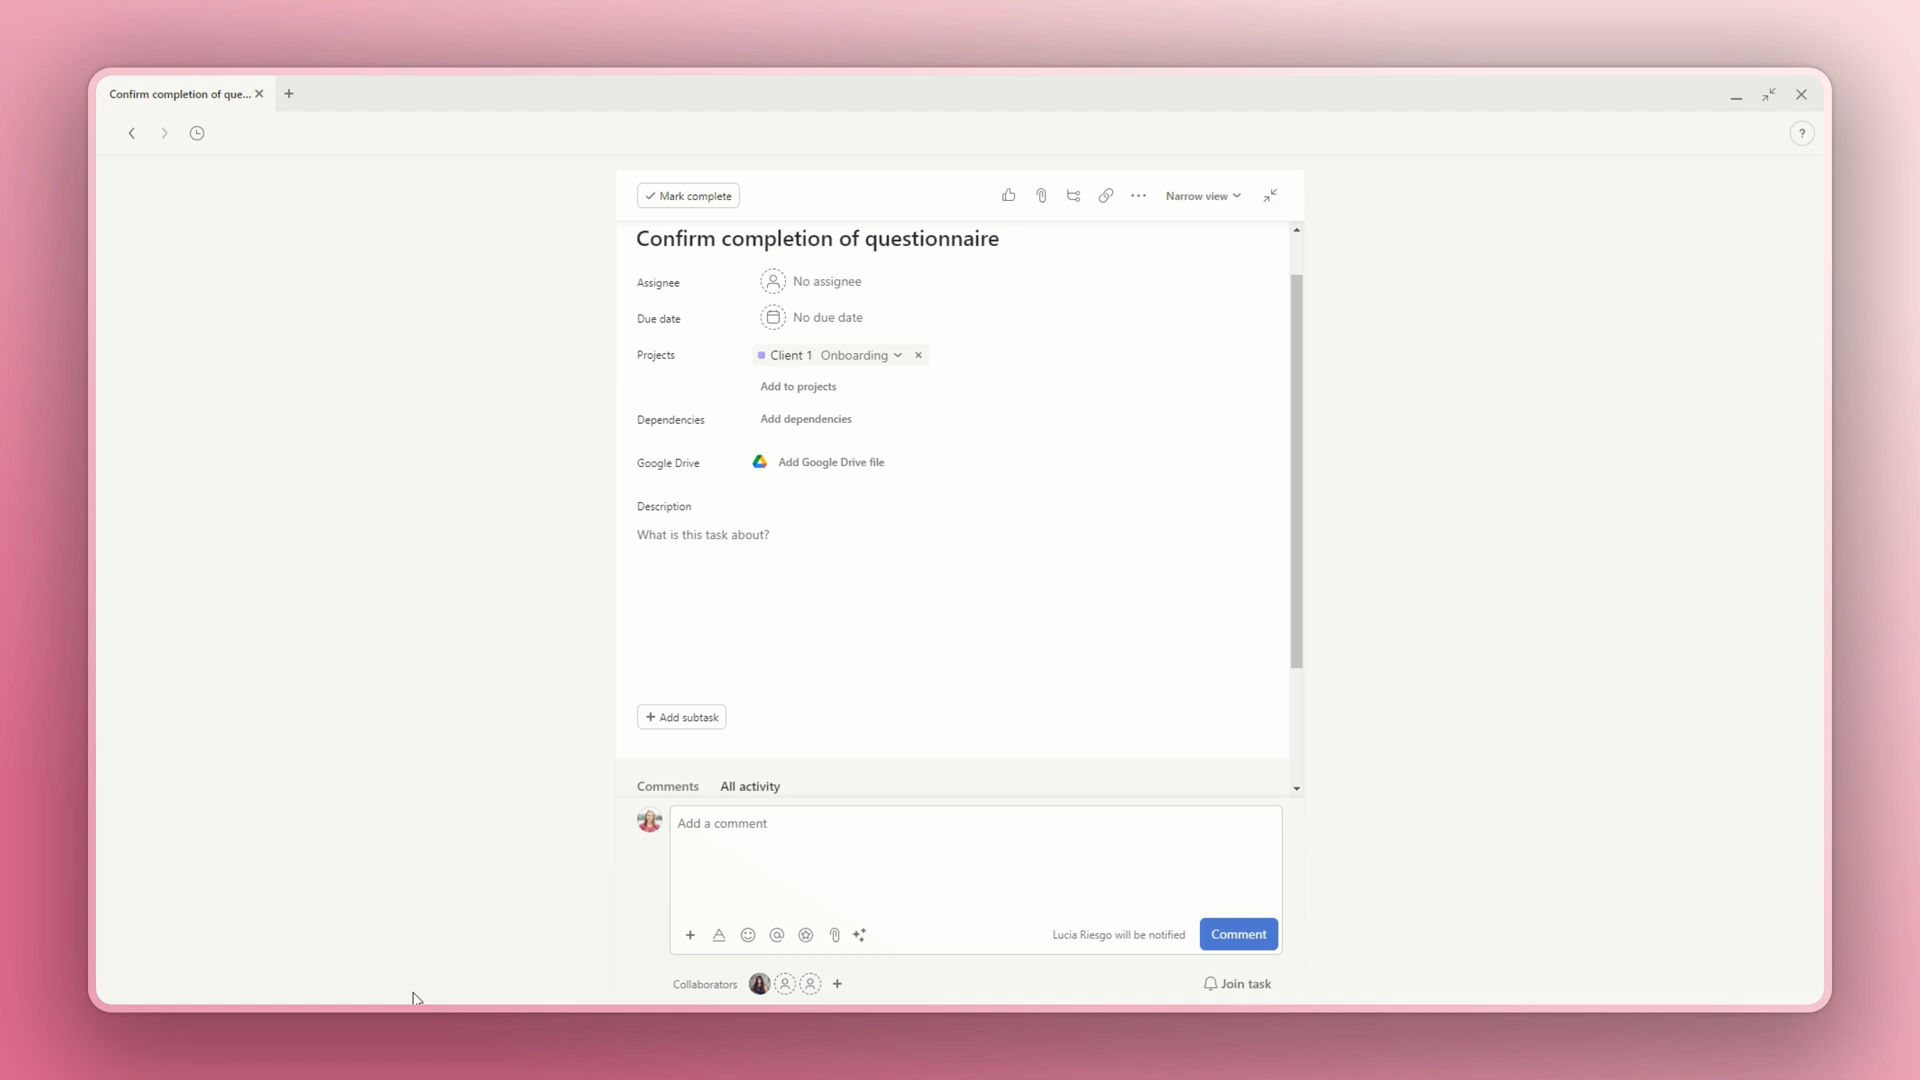 Confirm completion of que...
?
Mark complete
Narrow view
Confirm completion of questionnaire
Assignee No assignee
Due date No due date
Projects Client 1 Onboarding
Add to projects
Dependencies Add dependencies
Google Drive Add Google Drive file
Description
What is this task about?
+ Add subtask
Comments All activity
Add a comment
Lucia Riesgo will be notified Comment
Collaborators Join task